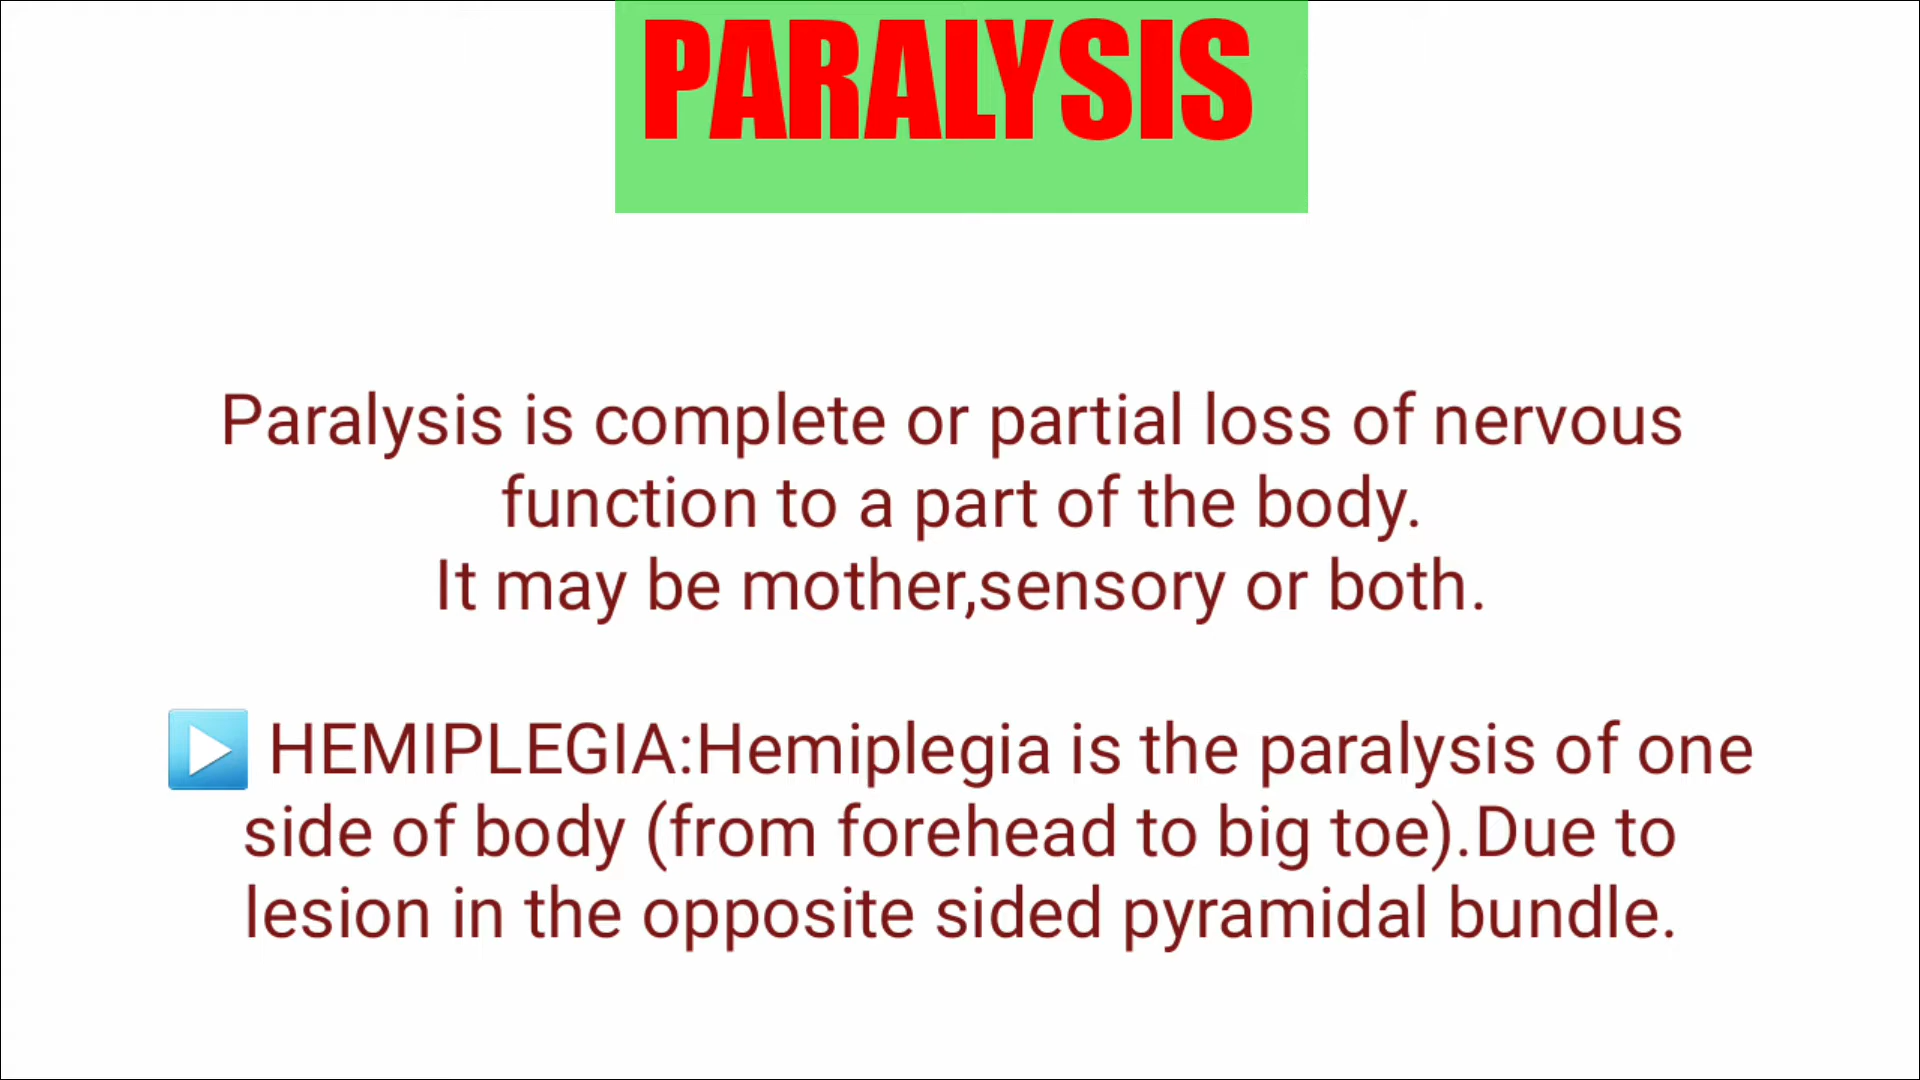 PARALYSIS
Paralysis is complete or partial loss of nervous
function to a part of the body.
It may be mother,sensory or both.
HEMIPLEGIA:Hemiplegia is the paralysis of one
side of body (from forehead to big toe).Due to
lesion in the opposite sided pyramidal bundle.